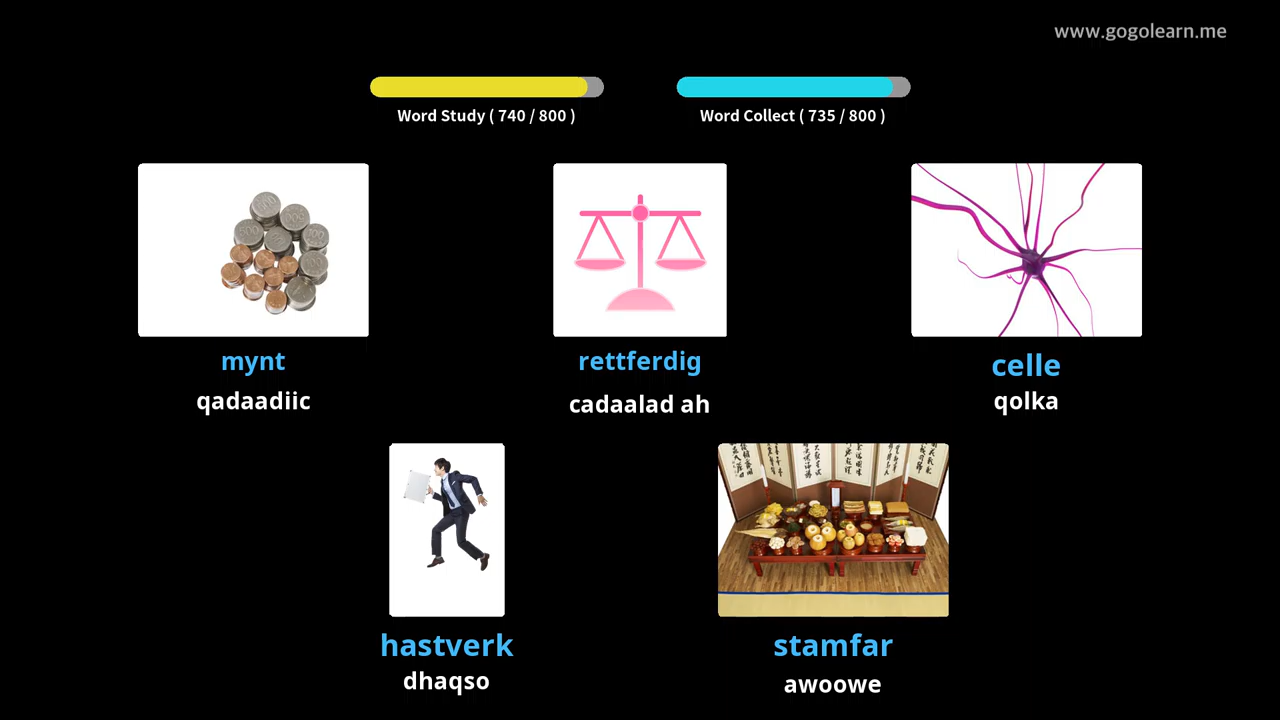 www.gogolearn.me
Word Study ( 740 / 800 )
Word Collect ( 735 / 800 )
mynt
qadaadiic
rettferdig
cadaalad ah
celle
qolka
hastverk
dhaqso
stamfar
awoowe